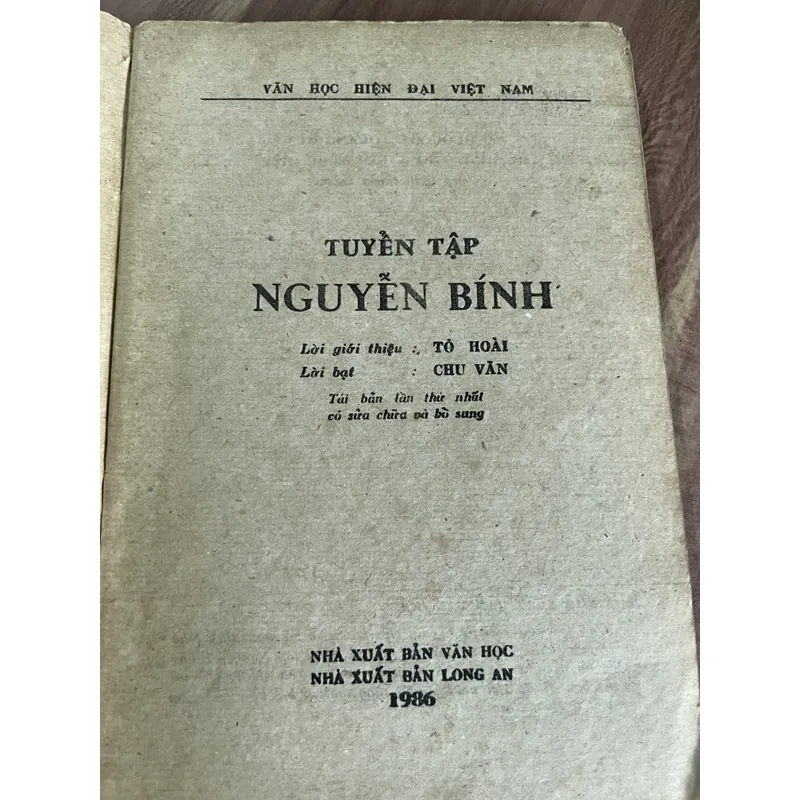 VĂN HỌC HIỆN ĐẠI VIỆT NAM
TUYỂN TẬP
NGUYỄN BÍNH
Lời giới thiệu : TÔ HOÀI
Lời bạt : CHU VĂN
Tái bản lần thứ nhất
có sửa chữa và bổ sung
NHÀ XUẤT BẢN VĂN HỌC
NHÀ XUẤT BẢN LONG AN
1986